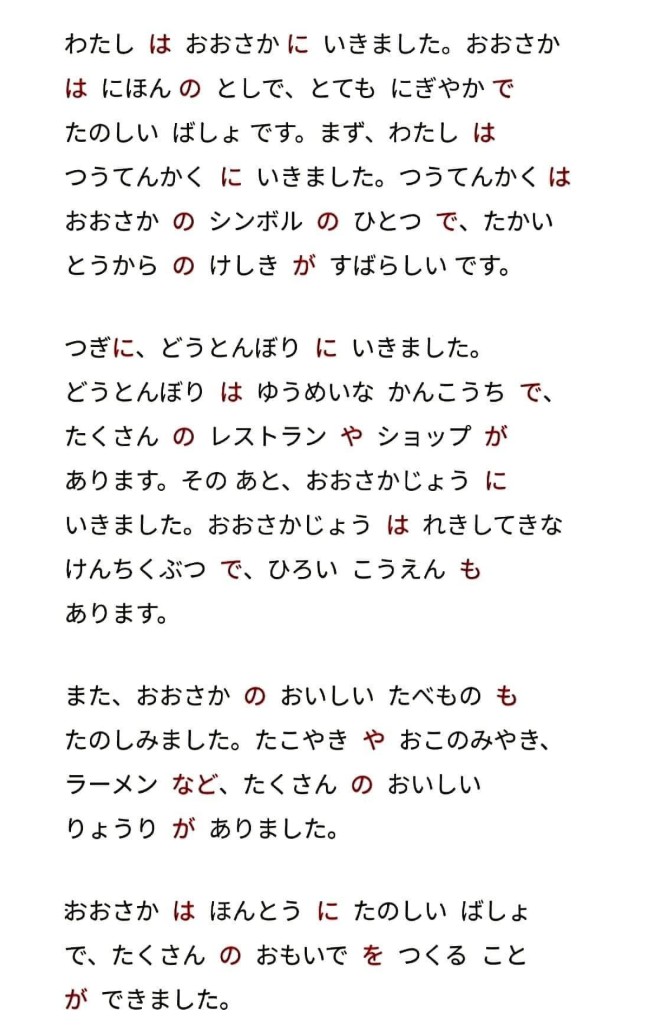 わたし は おおさか に いきました。おおさか
は にほん の としで、とても にぎやか で
たのしい ばしょ です。まず、わたし は
つうてんかく に いきました。つうてんかく は
おおさか の シンボル の ひとつ で、たかい
とうから の けしき が すばらしい です。
つぎに、どうとんぼり に いきました。
どうとんぼり は ゆうめいな かんこうち で、
たくさん の レストラン や ショップ が
あります。その あと、おおさかじょう に
いきました。おおさかじょう は れきしてきな
けんちくぶつ で、ひろい こうえん も
あります。
また、おおさか の おいしい たべもの も
たのしみました。たこやき や おこのみやき、
ラーメン など、たくさん の おいしい
りょうり が ありました。
おおさか は ほんとう に たのしい ばしょ
で、たくさん の おもいで を つくる こと
が できました。